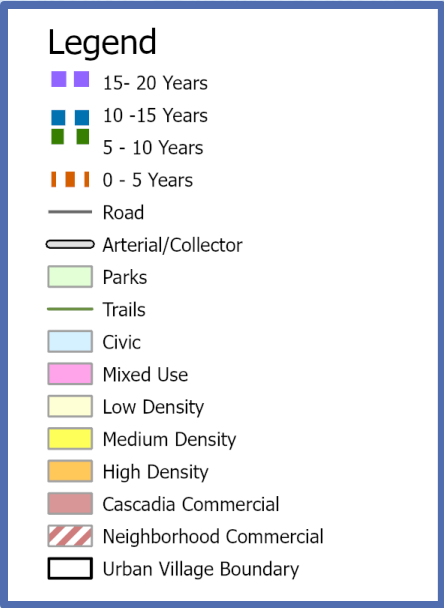 Legend
15- 20 Years
10 -15 Years
5 - 10 Years
0 - 5 Years
Road
Arterial/Collector
Parks
Trails
Civic
Mixed Use
Low Density
Medium Density
High Density
Cascadia Commercial
Neighborhood Commercial
Urban Village Boundary